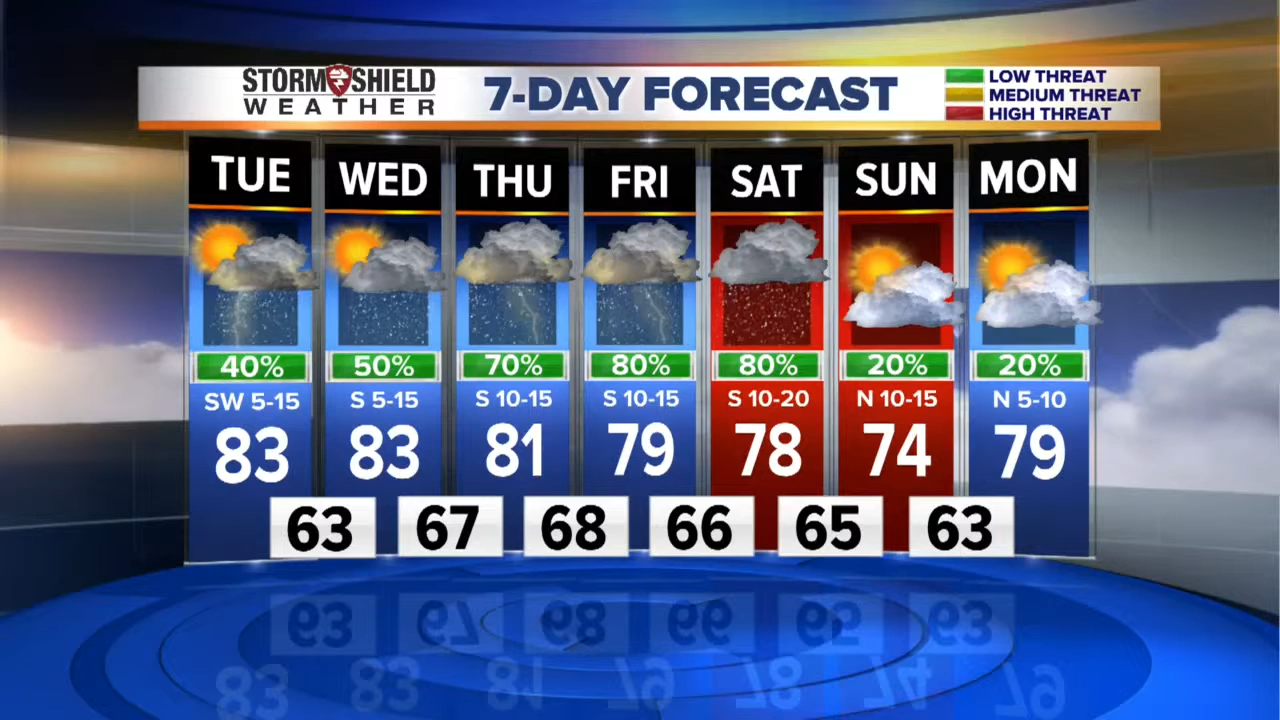 STORM SHIELD
WEATHER
7-DAY FORECAST
LOW THREAT
MEDIUM THREAT
HIGH THREAT
TUE WED THU FRI SAT SUN MON
40% 50% 70% 80% 80% 20% 20%
SW 5-15 S 5-15 S 10-15 S 10-15 S 10-20 N 10-15 N 5-10
83 83 81 79 78 74 79
63 67 68 66 65 63